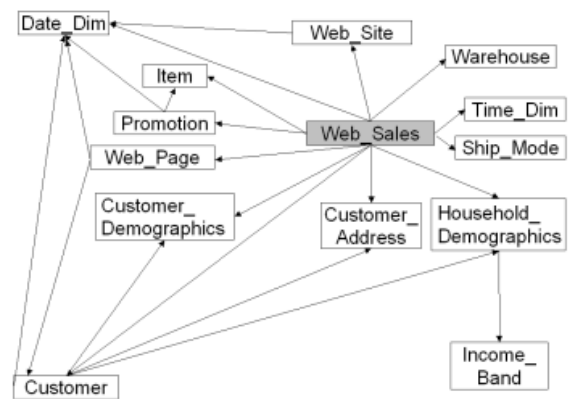 Date_Dim
Web_Site
Warehouse
Item
Time_Dim
Promotion
Web_Sales
Ship_Mode
Web_Page
Customer_
Demographics
Customer_
Address
Household_
Demographics
Income_
Band
Customer